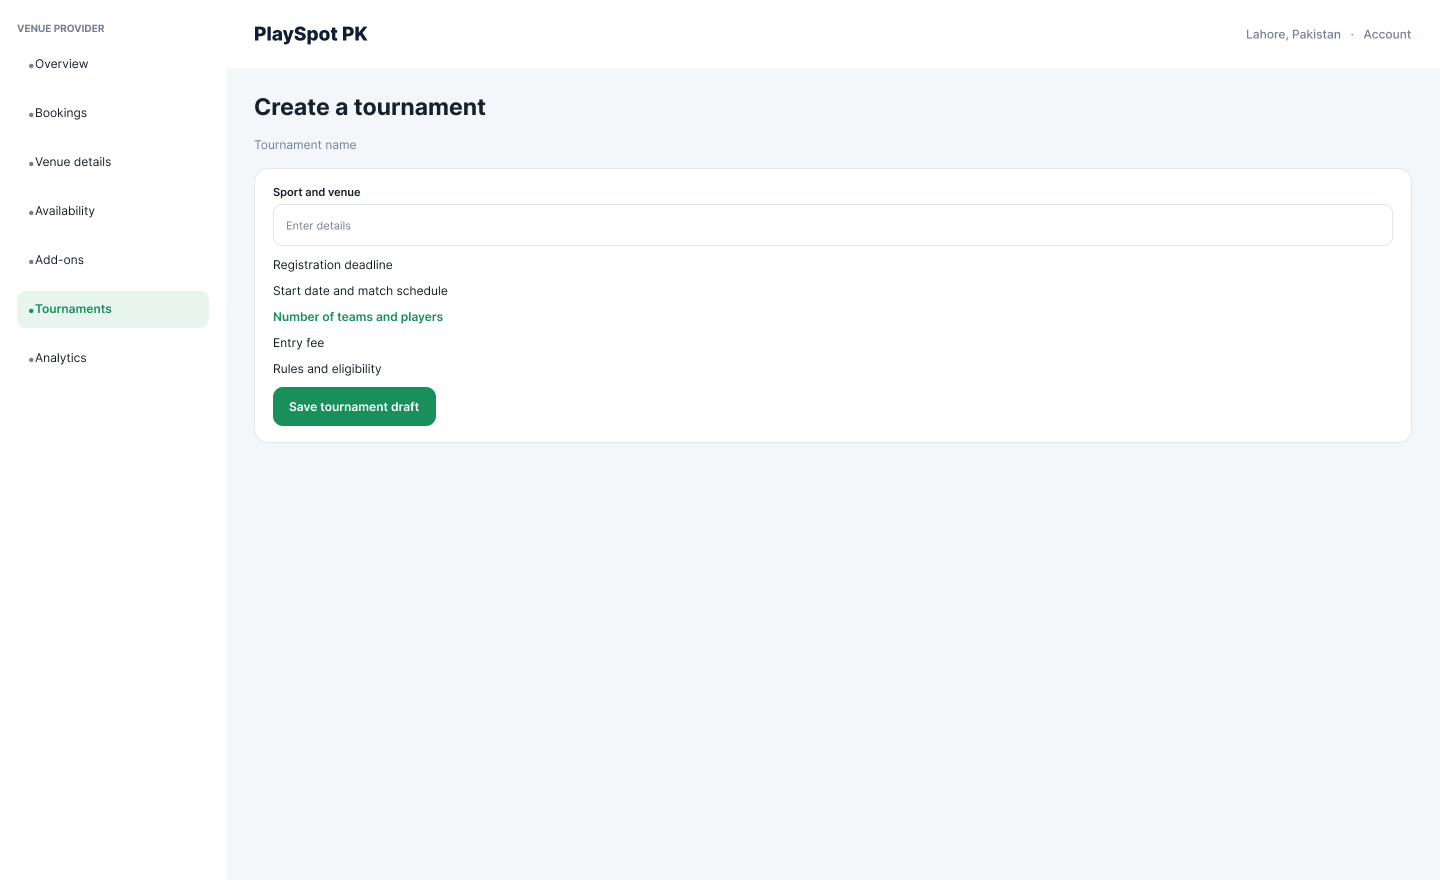 VENUE PROVIDER
Overview
Bookings
Venue details
Availability
Add-ons
Tournaments
Analytics
PlaySpot PK
Lahore, Pakistan · Account
Create a tournament
Tournament name
Sport and venue
Enter details
Registration deadline
Start date and match schedule
Number of teams and players
Entry fee
Rules and eligibility
Save tournament draft